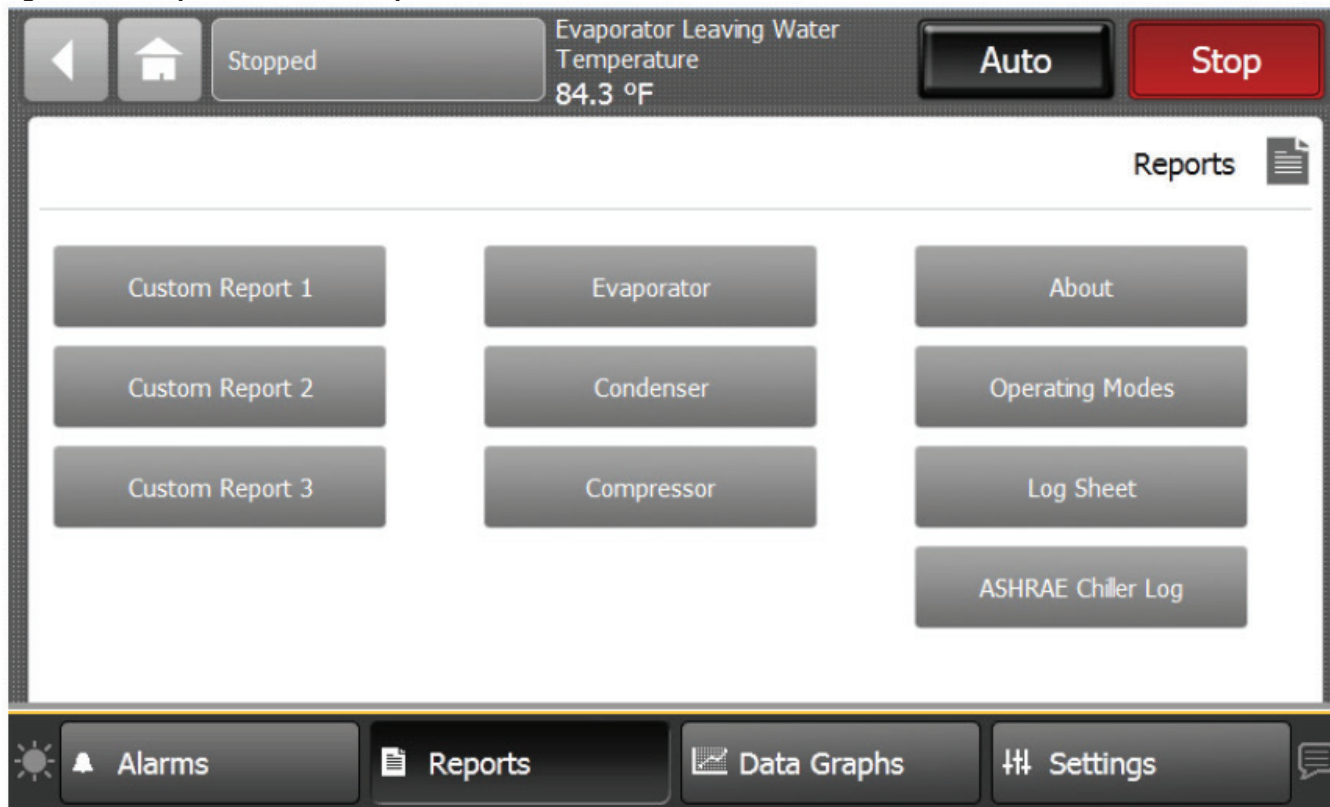 Stopped
Evaporator Leaving Water
Temperature
84.3 °F
Auto
Stop
Reports
Custom Report 1
Evaporator
About
Custom Report 2
Condenser
Operating Modes
Custom Report 3
Compressor
Log Sheet
ASHRAE Chiller Log
Alarms
Reports
Data Graphs
Settings